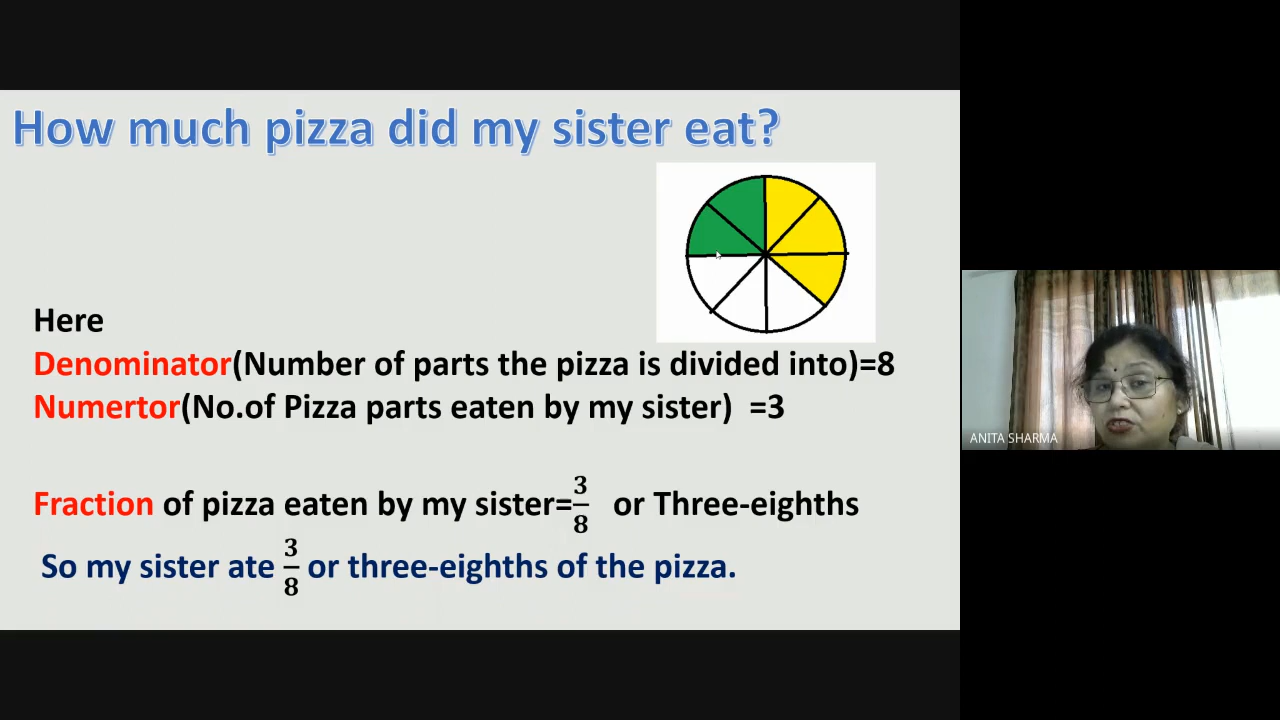 How much pizza did my sister eat?
Here
Denominator(Number of parts the pizza is divided into)=8
Numertor(No.of Pizza parts eaten by my sister) =3
Fraction of pizza eaten by my sister=3/8 or Three-eighths
So my sister ate 3/8 or three-eighths of the pizza.
ANITA SHARMA